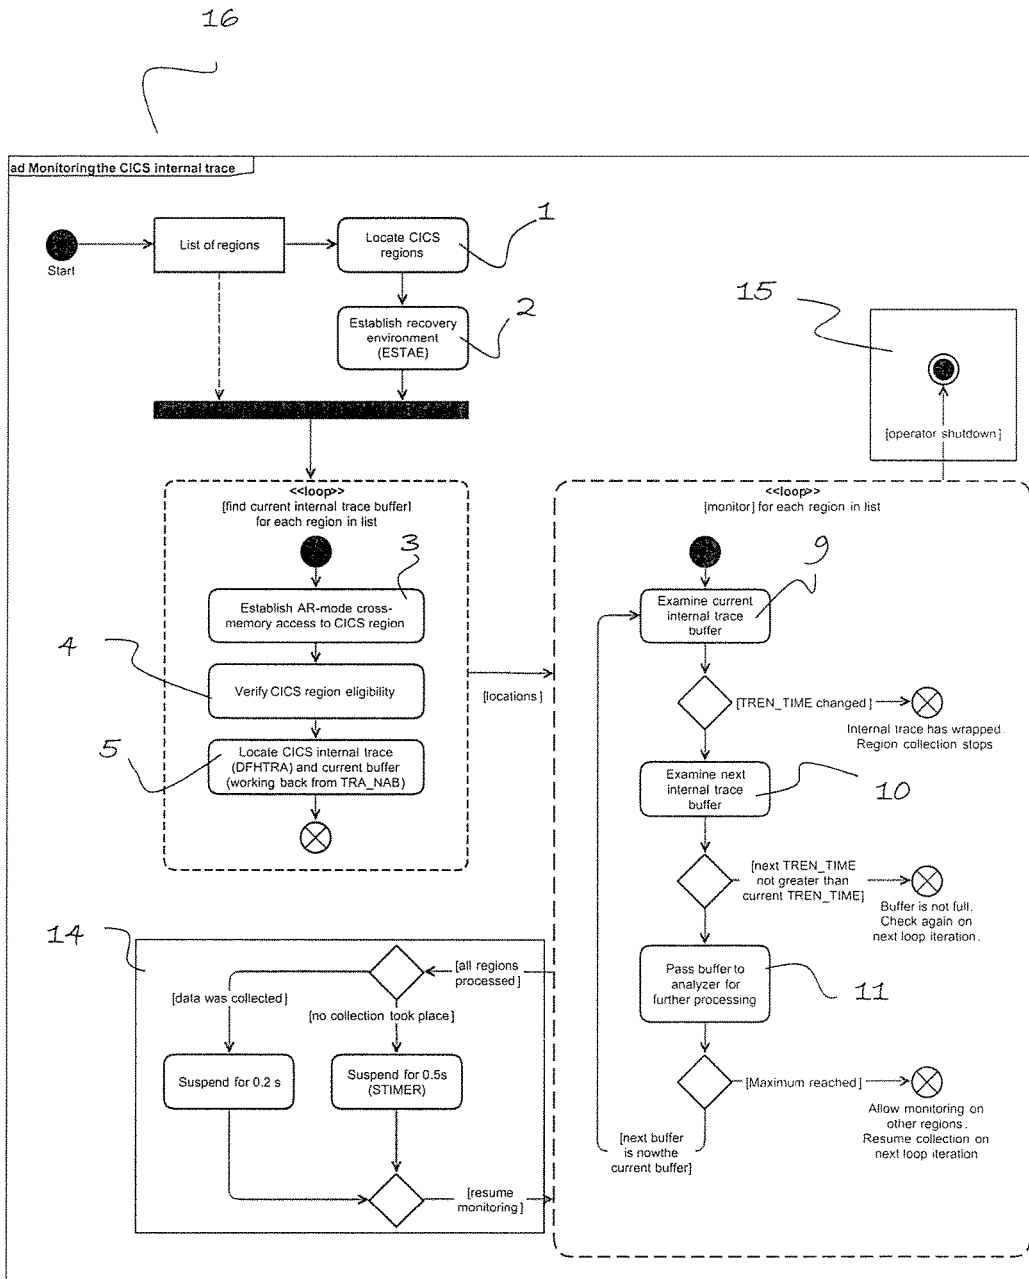 16
ad Monitoring the CICS internal trace
Start
List of regions
Locate CICS
regions
1
Establish recovery
environment
(ESTAE)
2
15
[operator shutdown]
<<loop>>
[find current internal trace buffer]
for each region in list
3
Establish AR-mode cross-
memory access to CICS region
4
Verify CICS region eligibility
5
Locate CICS internal trace
(DFHTRA) and current buffer
(working back from TRA_NAB)
[locations]
<<loop>>
[monitor] for each region in list
9
Examine current
internal trace
buffer
[TREN_TIME changed]
Internal trace has wrapped.
Region collection stops
Examine next
internal trace
buffer
10
[next TREN_TIME
not greater than
current TREN_TIME]
Buffer is not full.
Check again on
next loop iteration.
Pass buffer to
analyzer for
further processing
11
[Maximum reached]
Allow monitoring on
other regions.
Resume collection on
next loop iteration
[next buffer
is nowthe
current buffer]
14
[all regions
processed]
[data was collected]
[no collection took place]
Suspend for 0.2 s
Suspend for 0.5s
(STIMER)
[resume
monitoring]